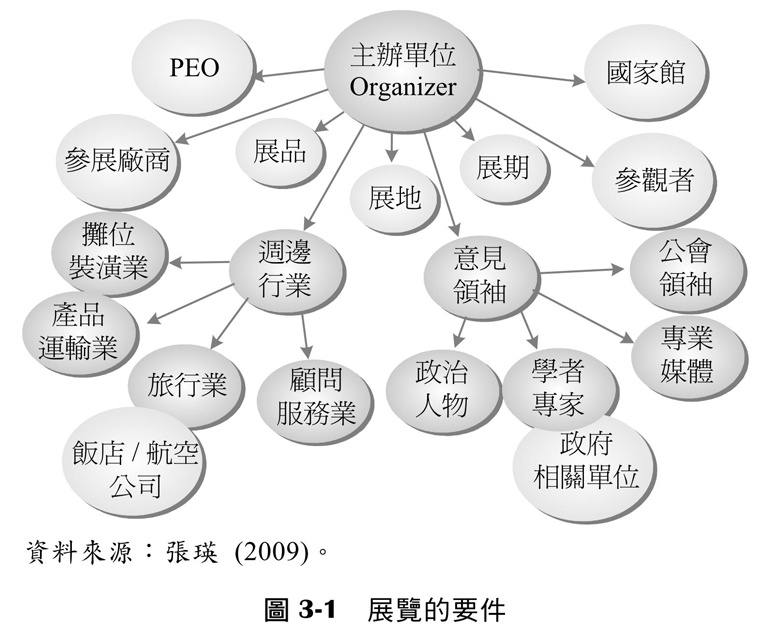 PEO
主辦單位
Organizer
國家館
參展廠商
展品
展地
展期
參觀者
攤位
裝潢業
週邊
行業
意見
領袖
公會
領袖
產品
運輸業
旅行業
顧問
服務業
政治
人物
學者
專家
專業
媒體
飯店 / 航空
公司
政府
相關單位
資料來源：張瑛 (2009)。
圖 3-1 展覽的要件